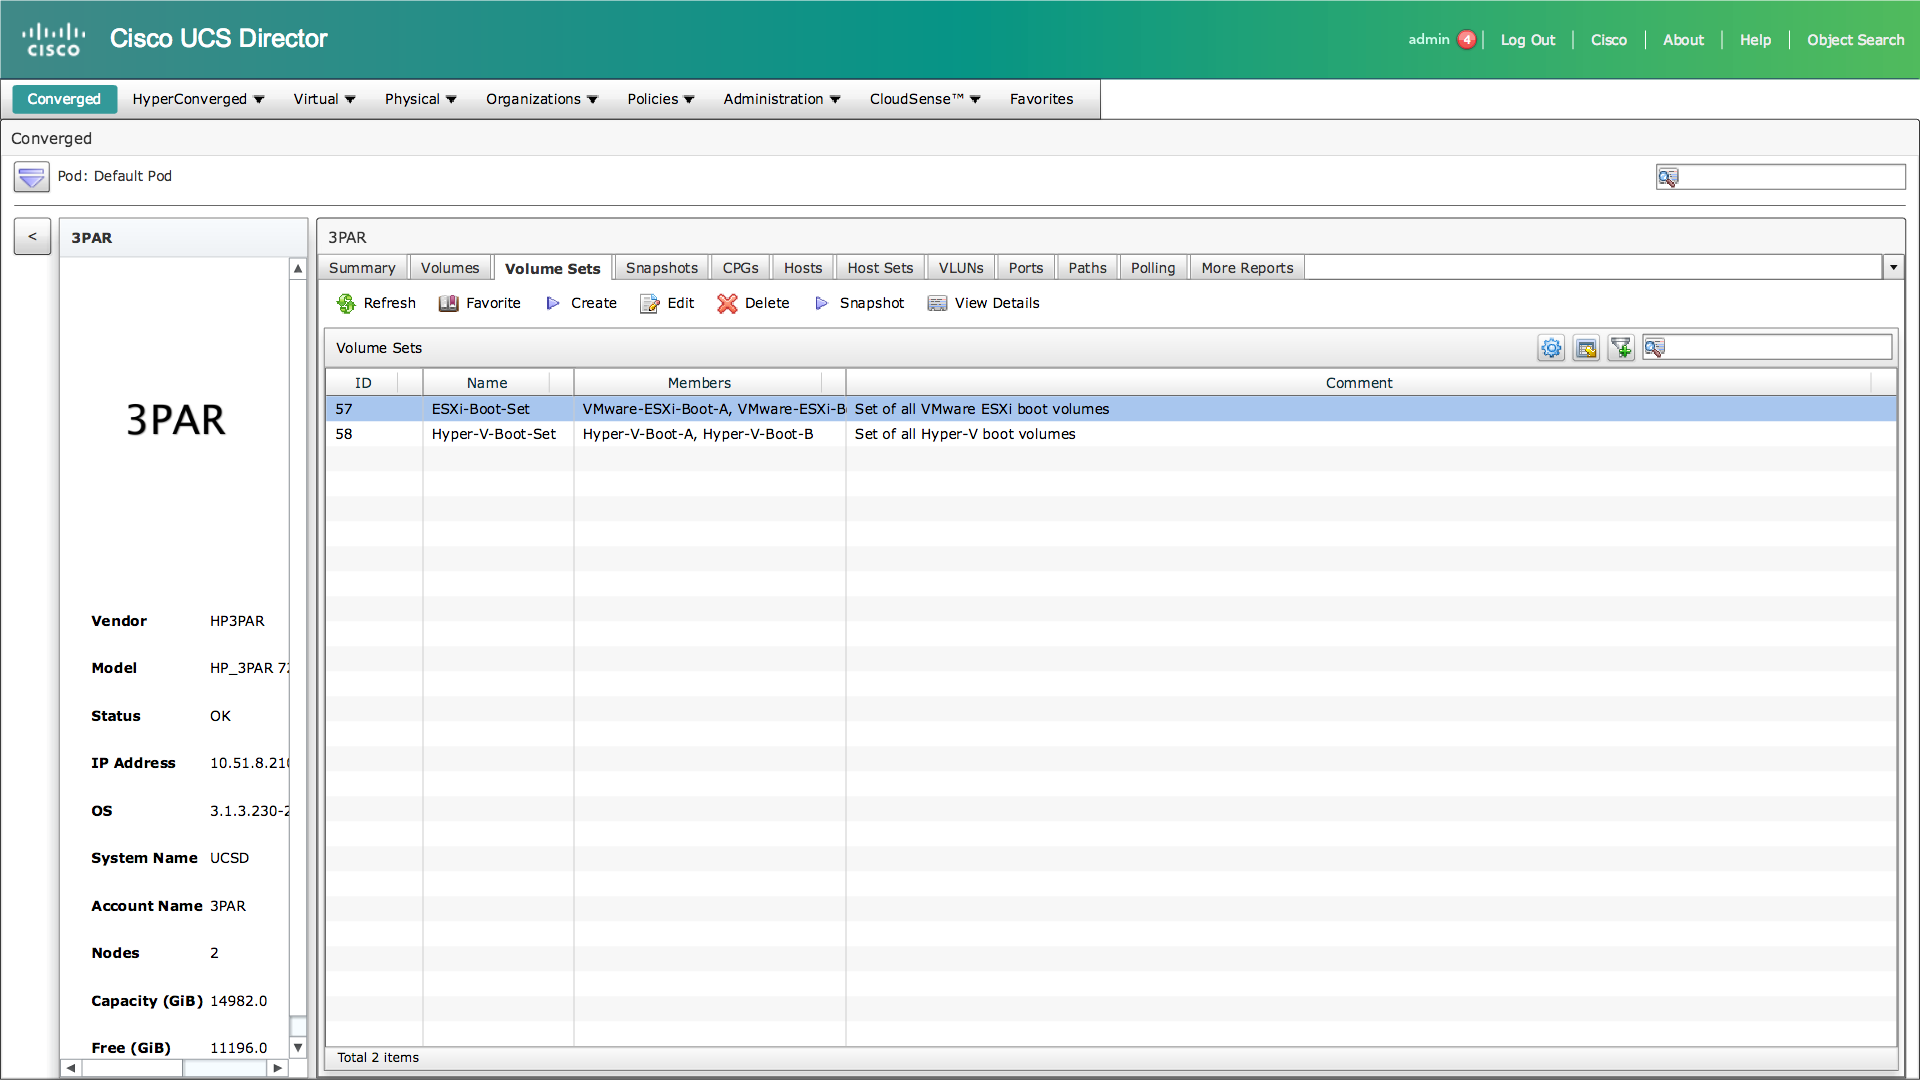 cisco
Cisco UCS Director
admin 4 Log Out Cisco About Help Object Search
Converged HyperConverged Virtual Physical Organizations Policies Administration CloudSense™ Favorites
Converged
Pod: Default Pod
<
3PAR
3PAR
Vendor HP3PAR
Model HP_3PAR 72
Status OK
IP Address 10.51.8.210
OS 3.1.3.230-2
System Name UCSD
Account Name 3PAR
Nodes 2
Capacity (GiB) 14982.0
Free (GiB) 11196.0
3PAR
Summary Volumes Volume Sets Snapshots CPGs Hosts Host Sets VLUNs Ports Paths Polling More Reports
Refresh Favorite Create Edit Delete Snapshot View Details
Volume Sets
ID Name Members Comment
57 ESXi-Boot-Set VMware-ESXi-Boot-A, VMware-ESXi-B Set of all VMware ESXi boot volumes
58 Hyper-V-Boot-Set Hyper-V-Boot-A, Hyper-V-Boot-B Set of all Hyper-V boot volumes
Total 2 items